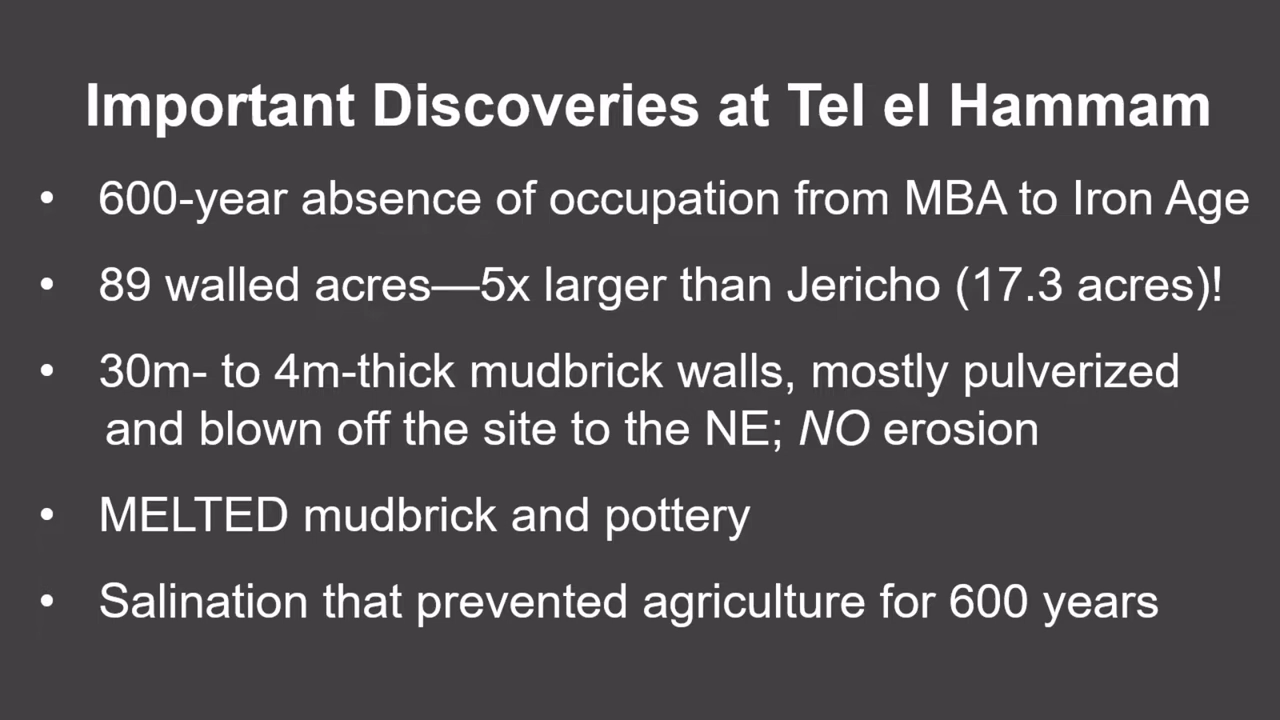 Important Discoveries at Tel el Hammam
• 600-year absence of occupation from MBA to Iron Age
• 89 walled acres—5x larger than Jericho (17.3 acres)!
• 30m- to 4m-thick mudbrick walls, mostly pulverized
and blown off the site to the NE; NO erosion
• MELTED mudbrick and pottery
• Salination that prevented agriculture for 600 years